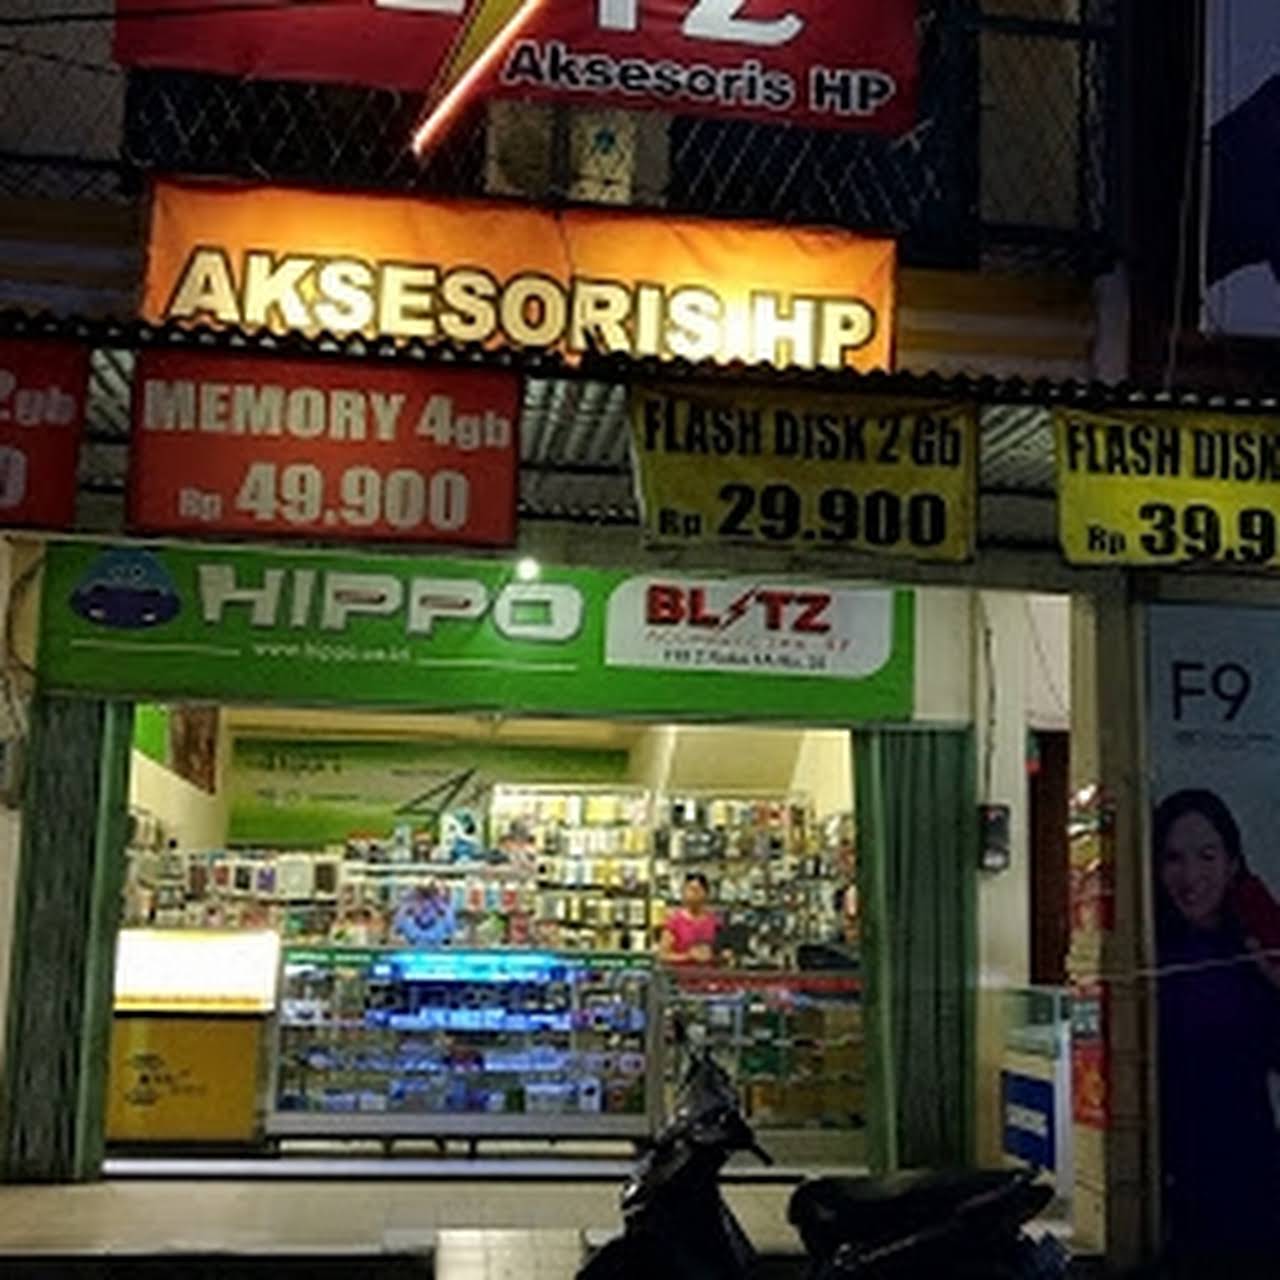 Aksesoris HP
AKSESORIS HP
2gb
MEMORY 4gb
Rp 49.900
FLASH DISK 2 Gb
Rp 29.900
FLASH DISK
Rp 39.9
HIPPO
BLITZ
F9